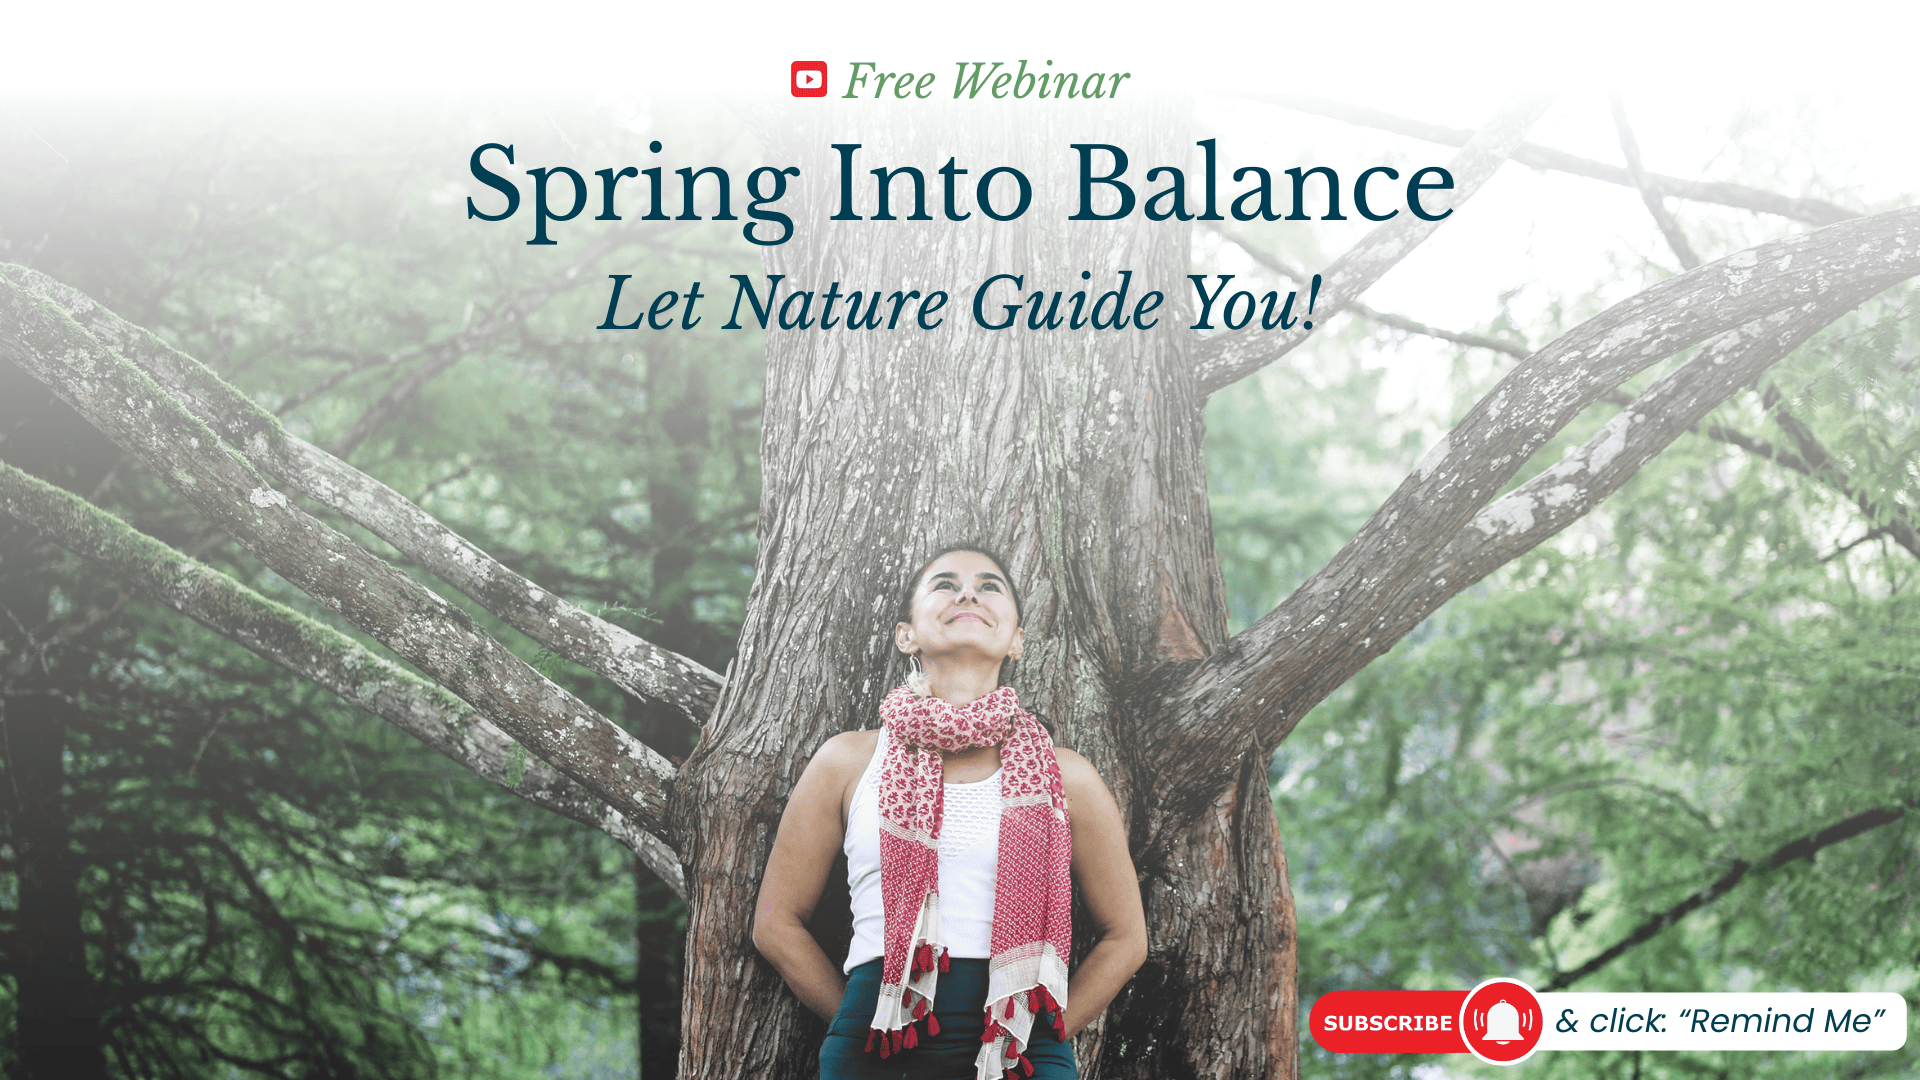 Free Webinar
Spring Into Balance
Let Nature Guide You!
SUBSCRIBE & click: “Remind Me”